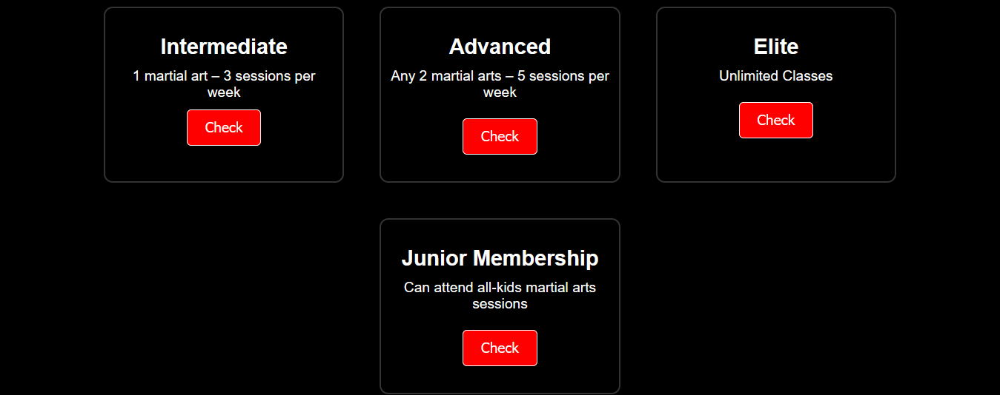 Intermediate
1 martial art – 3 sessions per
week
Check
Advanced
Any 2 martial arts – 5 sessions per
week
Check
Elite
Unlimited Classes
Check
Junior Membership
Can attend all-kids martial arts
sessions
Check